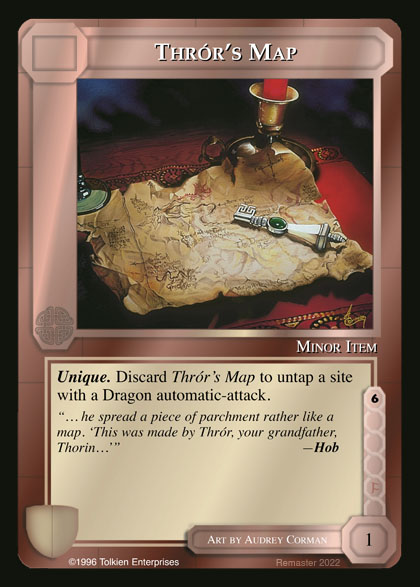 Thrór's Map
Minor Item
Unique. Discard Thrór's Map to untap a site
with a Dragon automatic-attack.
“… he spread a piece of parchment rather like a
map. ‘This was made by Thrór, your grandfather,
Thorin…’” —Hob
6
F
Art by Audrey Corman
1
©1996 Tolkien Enterprises
Remaster 2022